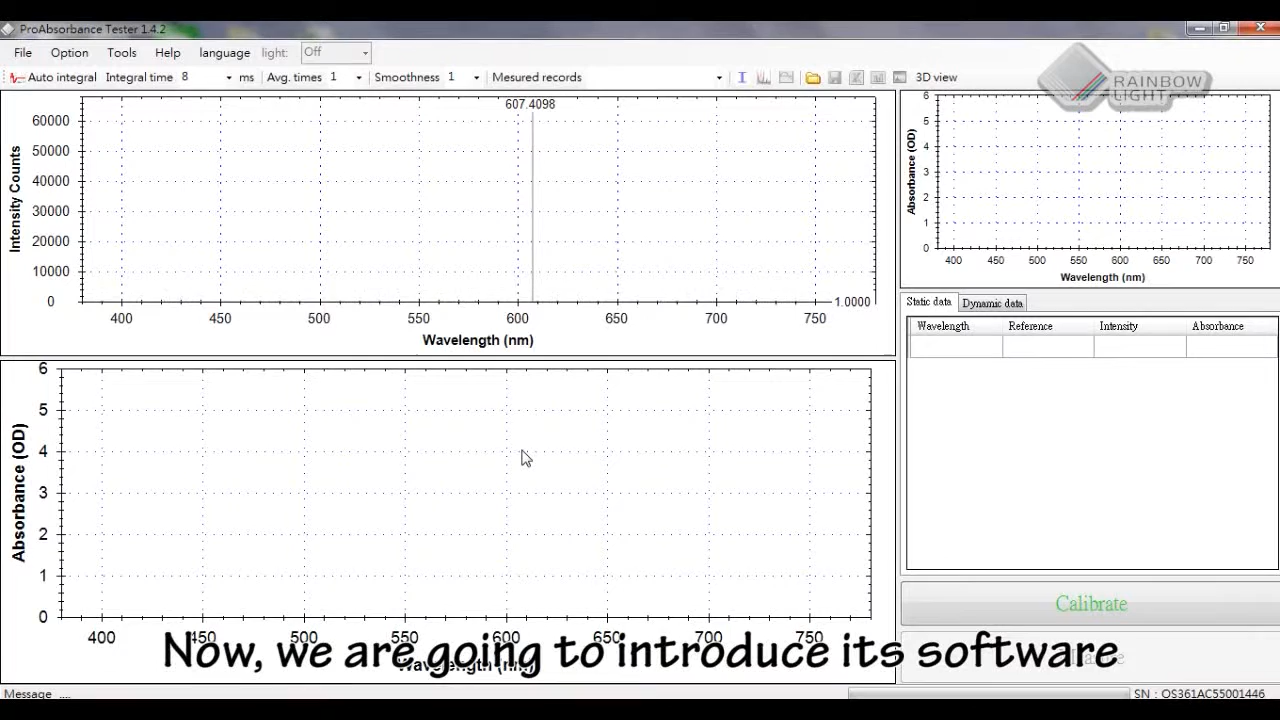 ProAbsorbance Tester 1.4.2
File Option Tools Help language light: Off
Auto integral Integral time 8 ms Avg. times 1 Smoothness 1 Mesured records 3D view
RAINBOW
LIGHT
607.4098
60000
50000
40000
30000
20000
10000
0
Intensity Counts
1.0000
400 450 500 550 600 650 700 750
Wavelength (nm)
6
5
4
3
2
1
0
Absorbance (OD)
400 450 500 550 600 650 700 750
Wavelength (nm)
6
5
4
3
2
1
0
Absorbance (OD)
400 450 500 550 600 650 700 750
Wavelength (nm)
Static data Dynamic data
Wavelength Reference Intensity Absorbance
Calibrate
Now, we are going to introduce its software
Message ....
SN : OS361AC55001446